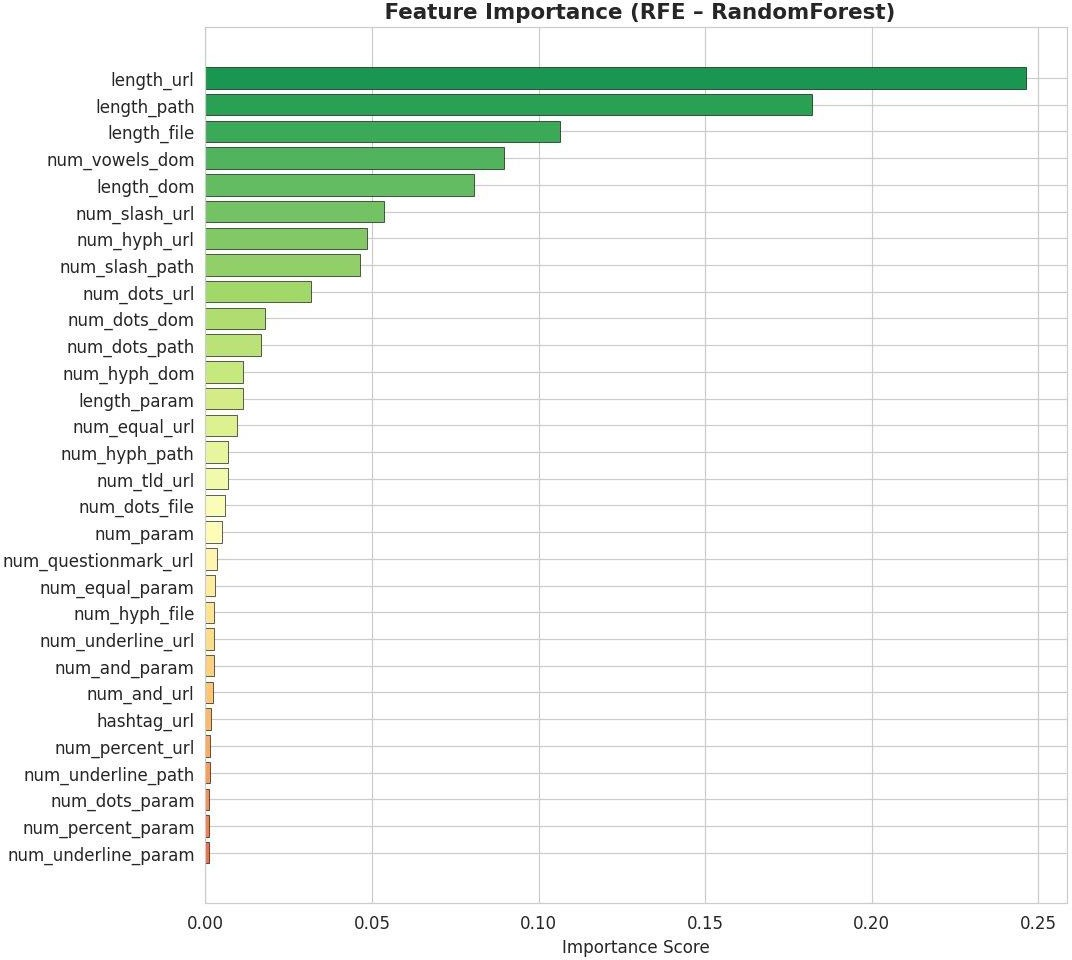 Feature Importance (RFE – RandomForest)
length_url
length_path
length_file
num_vowels_dom
length_dom
num_slash_url
num_hyph_url
num_slash_path
num_dots_url
num_dots_dom
num_dots_path
num_hyph_dom
length_param
num_equal_url
num_hyph_path
num_tld_url
num_dots_file
num_param
num_questionmark_url
num_equal_param
num_hyph_file
num_underline_url
num_and_param
num_and_url
hashtag_url
num_percent_url
num_underline_path
num_dots_param
num_percent_param
num_underline_param
0.00 0.05 0.10 0.15 0.20 0.25
Importance Score